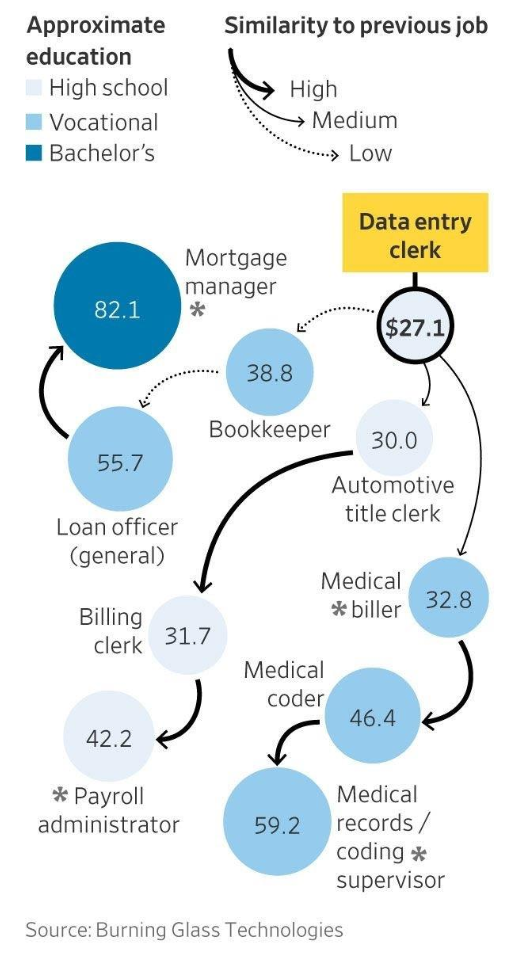 Approximate
education
High school
Vocational
Bachelor's
Similarity to previous job
High
Medium
Low
Data entry
clerk
$27.1
Mortgage
manager
*
82.1
38.8
Bookkeeper
55.7
Loan officer
(general)
30.0
Automotive
title clerk
Medical
* biller
32.8
Billing
clerk
31.7
Medical
coder
46.4
42.2
* Payroll
administrator
59.2
Medical
records /
coding *
supervisor
Source: Burning Glass Technologies